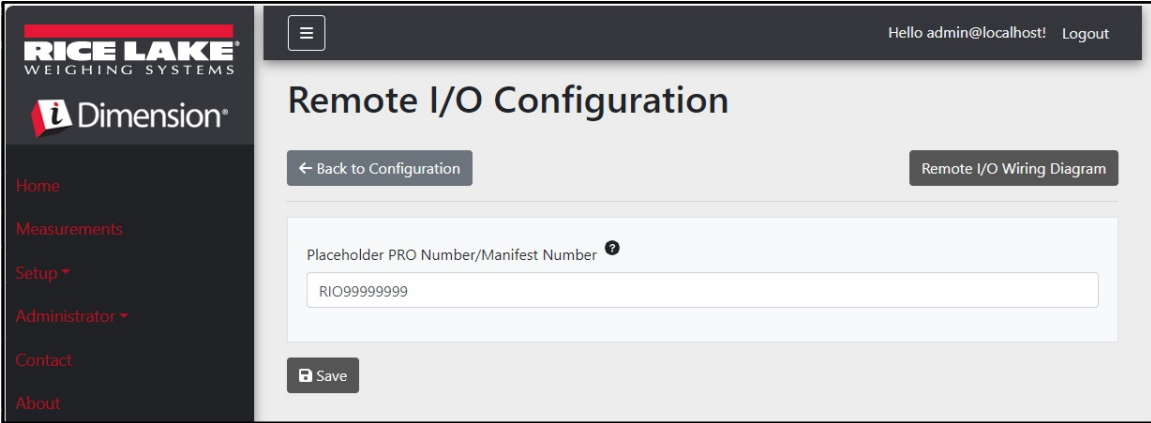 RICE LAKE®
WEIGHING SYSTEMS
i Dimension®
Home
Measurements
Setup
Administrator
Contact
About
Hello admin@localhost! Logout
Remote I/O Configuration
← Back to Configuration
Remote I/O Wiring Diagram
Placeholder PRO Number/Manifest Number ?
RIO99999999
Save